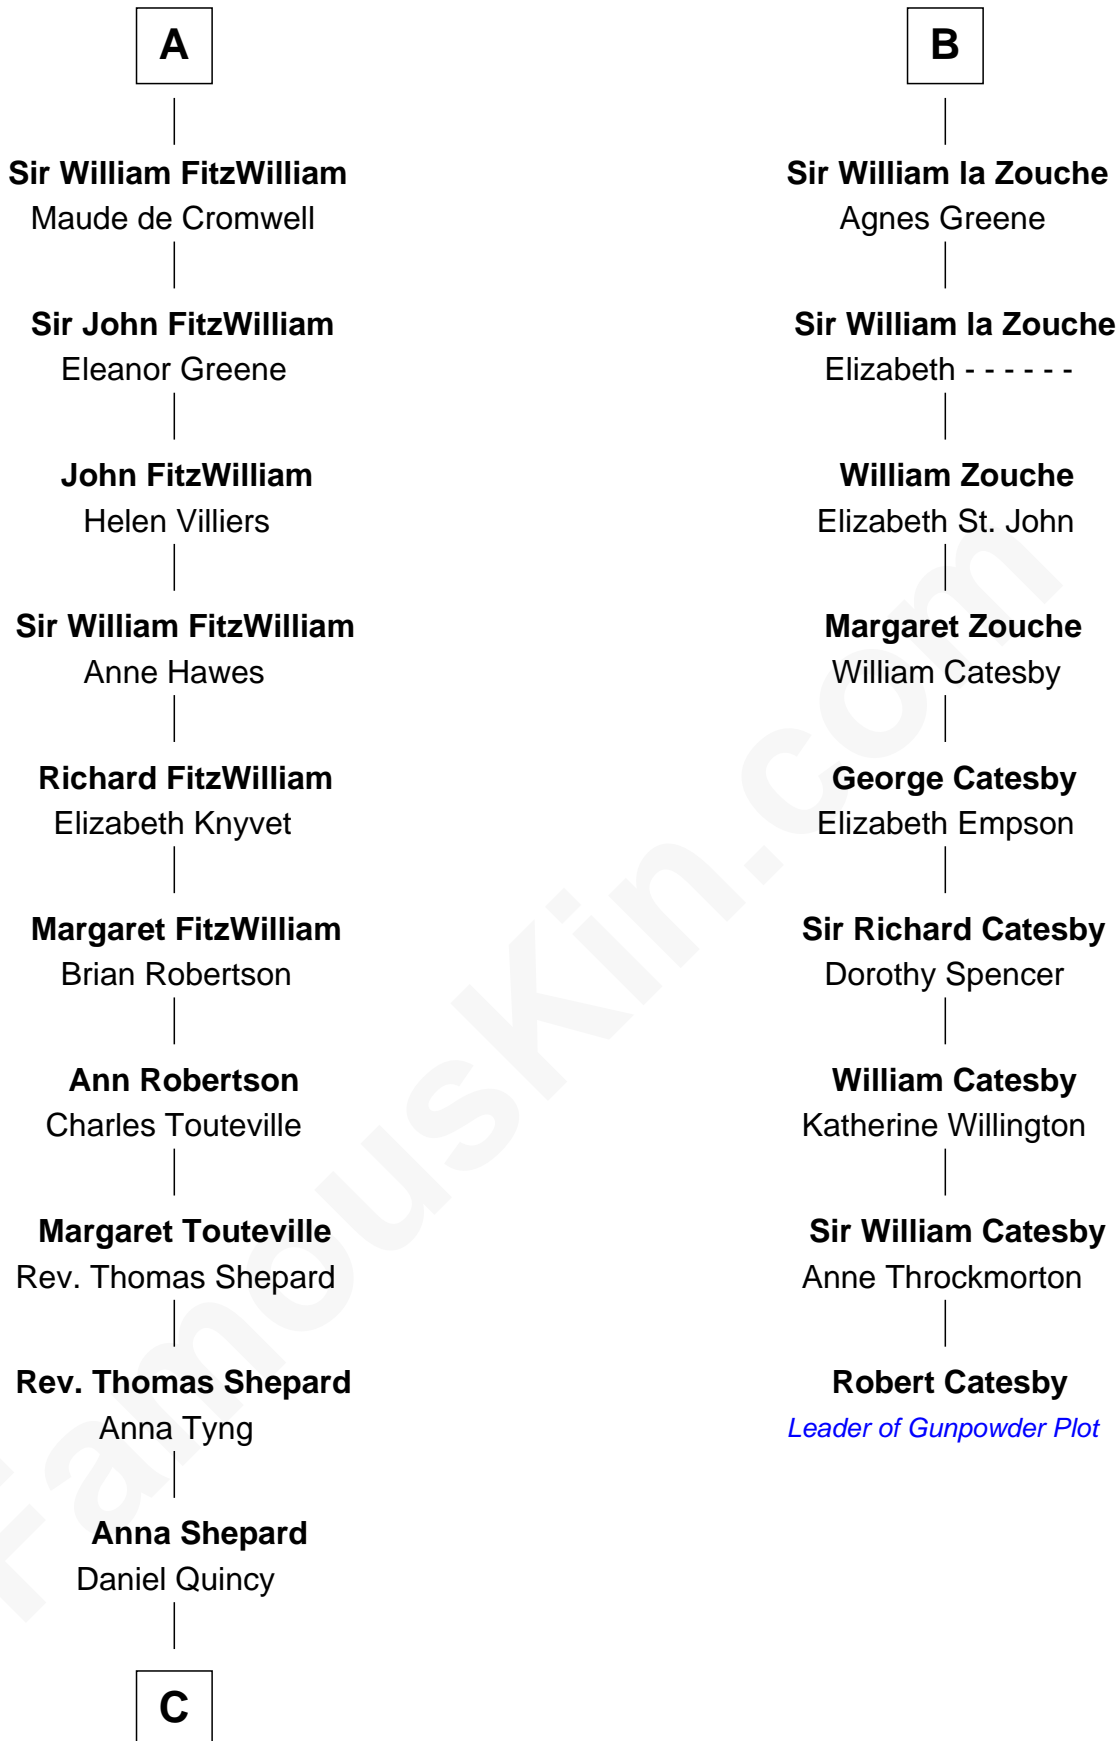 A
Sir William FitzWilliam
Maude de Cromwell
Sir John FitzWilliam
Eleanor Greene
John FitzWilliam
Helen Villiers
Sir William FitzWilliam
Anne Hawes
Richard FitzWilliam
Elizabeth Knyvet
Margaret FitzWilliam
Brian Robertson
Ann Robertson
Charles Touteville
Margaret Touteville
Rev. Thomas Shepard
Rev. Thomas Shepard
Anna Tyng
Anna Shepard
Daniel Quincy
C
B
Sir William la Zouche
Agnes Greene
Sir William la Zouche
Elizabeth - - - - - -
William Zouche
Elizabeth St. John
Margaret Zouche
William Catesby
George Catesby
Elizabeth Empson
Sir Richard Catesby
Dorothy Spencer
William Catesby
Katherine Willington
Sir William Catesby
Anne Throckmorton
Robert Catesby
Leader of Gunpowder Plot
FamousKin.com